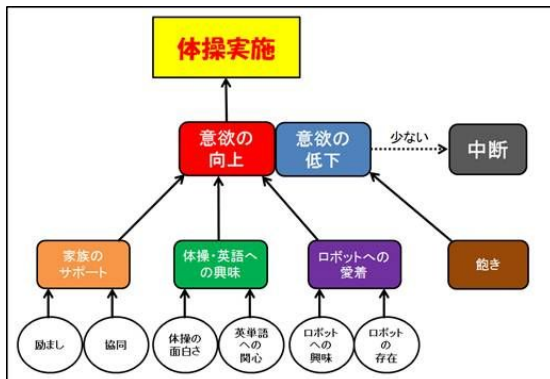 体操実施
意欲の
向上
意欲の
低下
少ない
中断
家族の
サポート
体操・英語へ
の興味
ロボットへの
愛着
飽き
励まし
協同
体操の
面白さ
英単語
への
関心
ロボット
への
興味
ロボット
の
存在